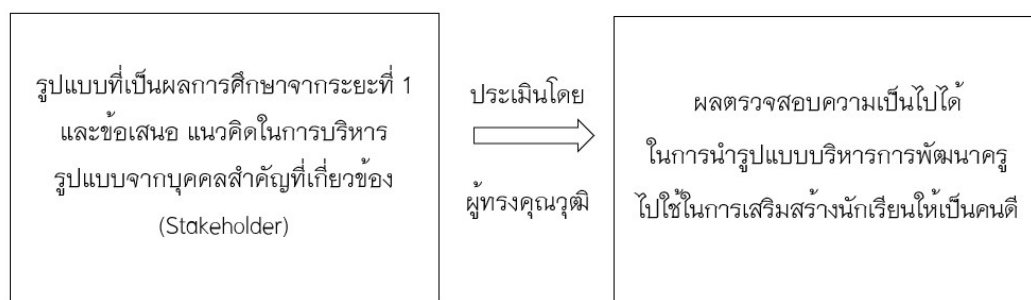 รูปแบบที่เป็นผลการศึกษาจากระยะที่ 1
และข้อเสนอ แนวคิดในการบริหาร
รูปแบบจากบุคคลสำคัญที่เกี่ยวข้อง
(Stakeholder)
ประเมินโดย
ผู้ทรงคุณวุฒิ
ผลตรวจสอบความเป็นไปได้
ในการนำรูปแบบบริหารการพัฒนาครู
ไปใช้ในการเสริมสร้างนักเรียนให้เป็นคนดี